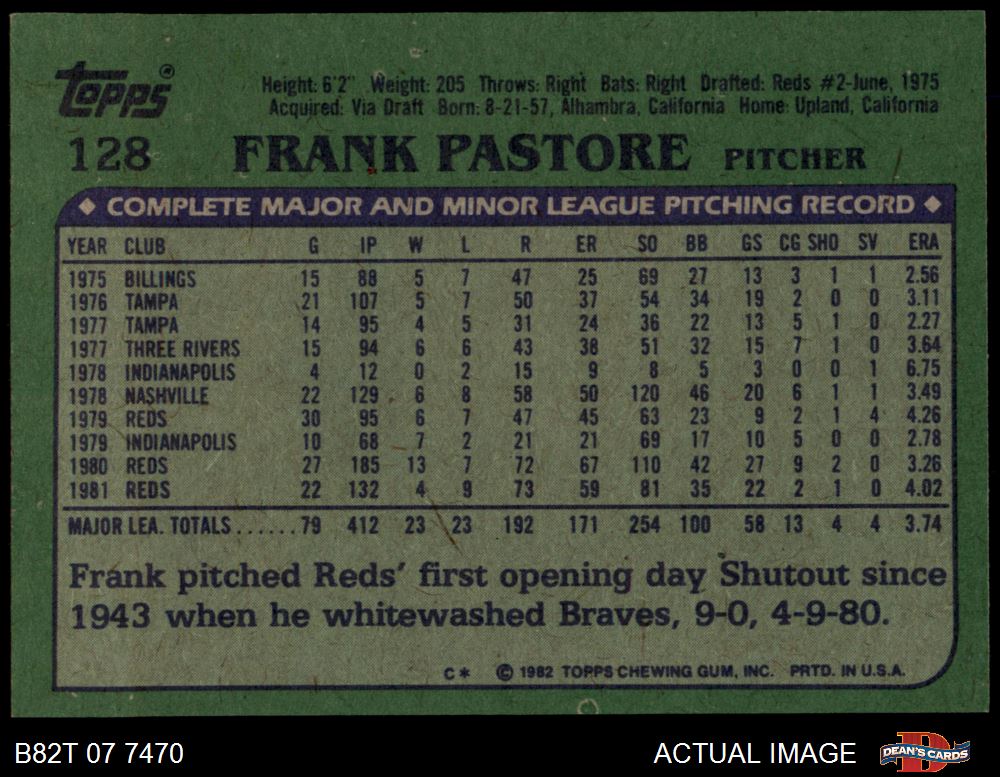 Topps®
Height: 6'2" Weight: 205 Throws: Right Bats: Right Drafted: Reds #2-June, 1975
Acquired: Via Draft Born: 8-21-57, Alhambra, California Home: Upland, California
128 FRANK PASTORE PITCHER
◆ COMPLETE MAJOR AND MINOR LEAGUE PITCHING RECORD ◆
YEAR CLUB G IP W L R ER SO BB GS CG SHO SV ERA
1975 BILLINGS 15 88 5 7 47 25 69 27 13 3 1 1 2.56
1976 TAMPA 21 107 5 7 50 37 54 34 19 2 0 0 3.11
1977 TAMPA 14 95 4 5 31 24 36 22 13 5 1 0 2.27
1977 THREE RIVERS 15 94 6 6 43 38 51 32 15 7 1 0 3.64
1978 INDIANAPOLIS 4 12 0 2 15 9 8 5 3 0 0 1 6.75
1978 NASHVILLE 22 129 6 8 58 50 120 46 20 6 1 1 3.49
1979 REDS 30 95 6 7 47 45 63 23 9 2 1 4 4.26
1979 INDIANAPOLIS 10 68 7 2 21 21 69 17 10 5 0 0 2.78
1980 REDS 27 185 13 7 72 67 110 42 27 9 2 0 3.26
1981 REDS 22 132 4 9 73 59 81 35 22 2 1 0 4.02
MAJOR LEA. TOTALS......79 412 23 23 192 171 254 100 58 13 4 4 3.74
Frank pitched Reds' first opening day Shutout since
1943 when he whitewashed Braves, 9-0, 4-9-80.
C* © 1982 TOPPS CHEWING GUM, INC. PRTD. IN U.S.A.
B82T 07 7470 ACTUAL IMAGE DEAN'S CARDS